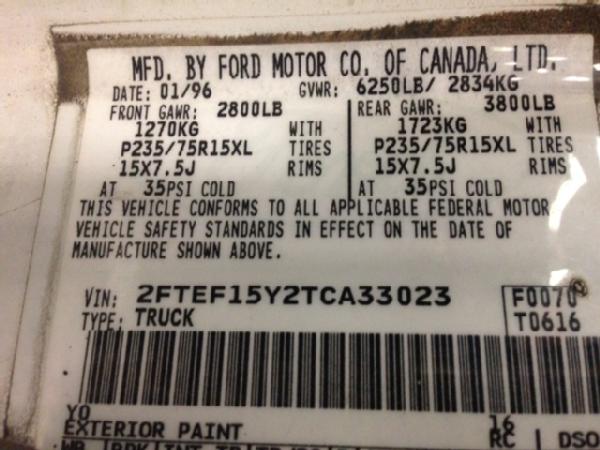 MFD. BY FORD MOTOR CO. OF CANADA, LTD.
DATE: 01/96 GVWR: 6250LB/ 2834KG
FRONT GAWR: 2800LB REAR GAWR: 3800LB
1270KG WITH 1723KG WITH
P235/75R15XL TIRES P235/75R15XL TIRES
15X7.5J RIMS 15X7.5J RIMS
AT 35PSI COLD AT 35PSI COLD
THIS VEHICLE CONFORMS TO ALL APPLICABLE FEDERAL MOTOR
VEHICLE SAFETY STANDARDS IN EFFECT ON THE DATE OF
MANUFACTURE SHOWN ABOVE.
VIN: 2FTEF15Y2TCA33023 F0070
TYPE: TRUCK T0616
YO 16
EXTERIOR PAINT RC DSO
WB